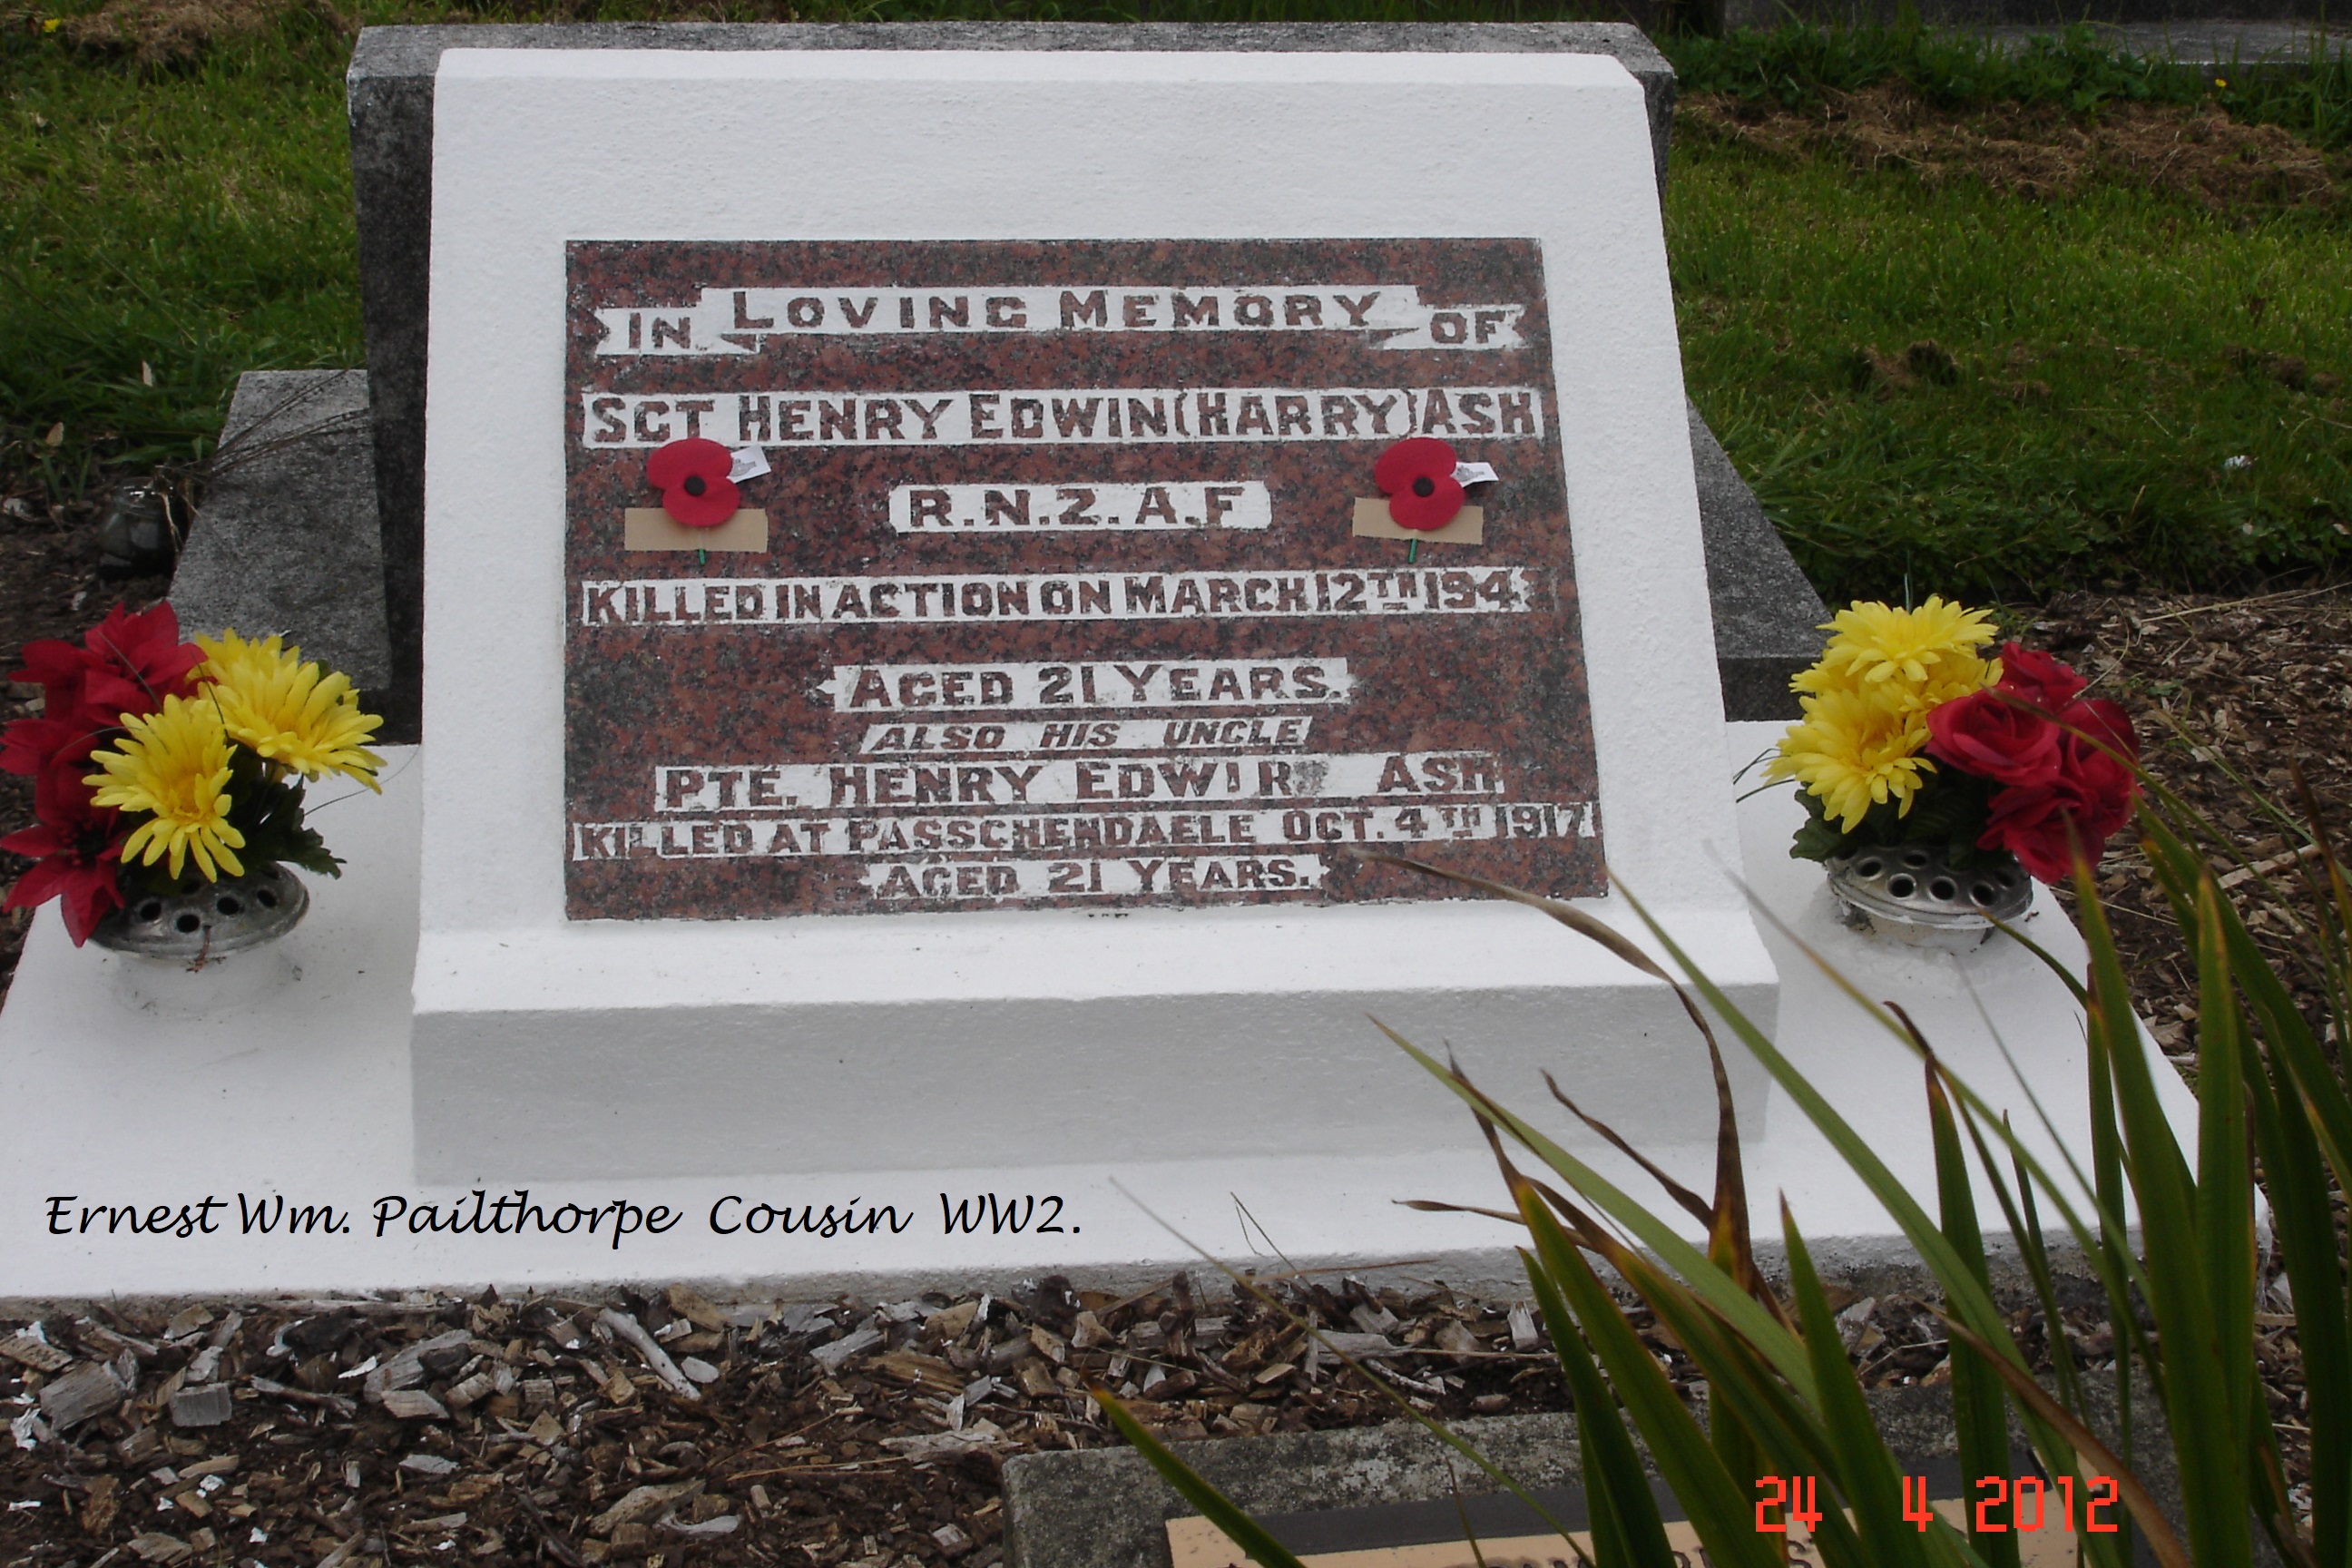 IN LOVING MEMORY OF
SGT HENRY EDWIN (HARRY) ASH
R.N.Z.A.F
KILLED IN ACTION ON MARCH 12TH
AGED 21 YEARS.
ALSO HIS UNCLE
PTE. HENRY EDWIN ASH
KILLED AT PASSCHENDAELE OCT. 4TH 1917
AGED 21 YEARS.
Ernest Wm. Pailthorpe Cousin WW2.
24 4 2012